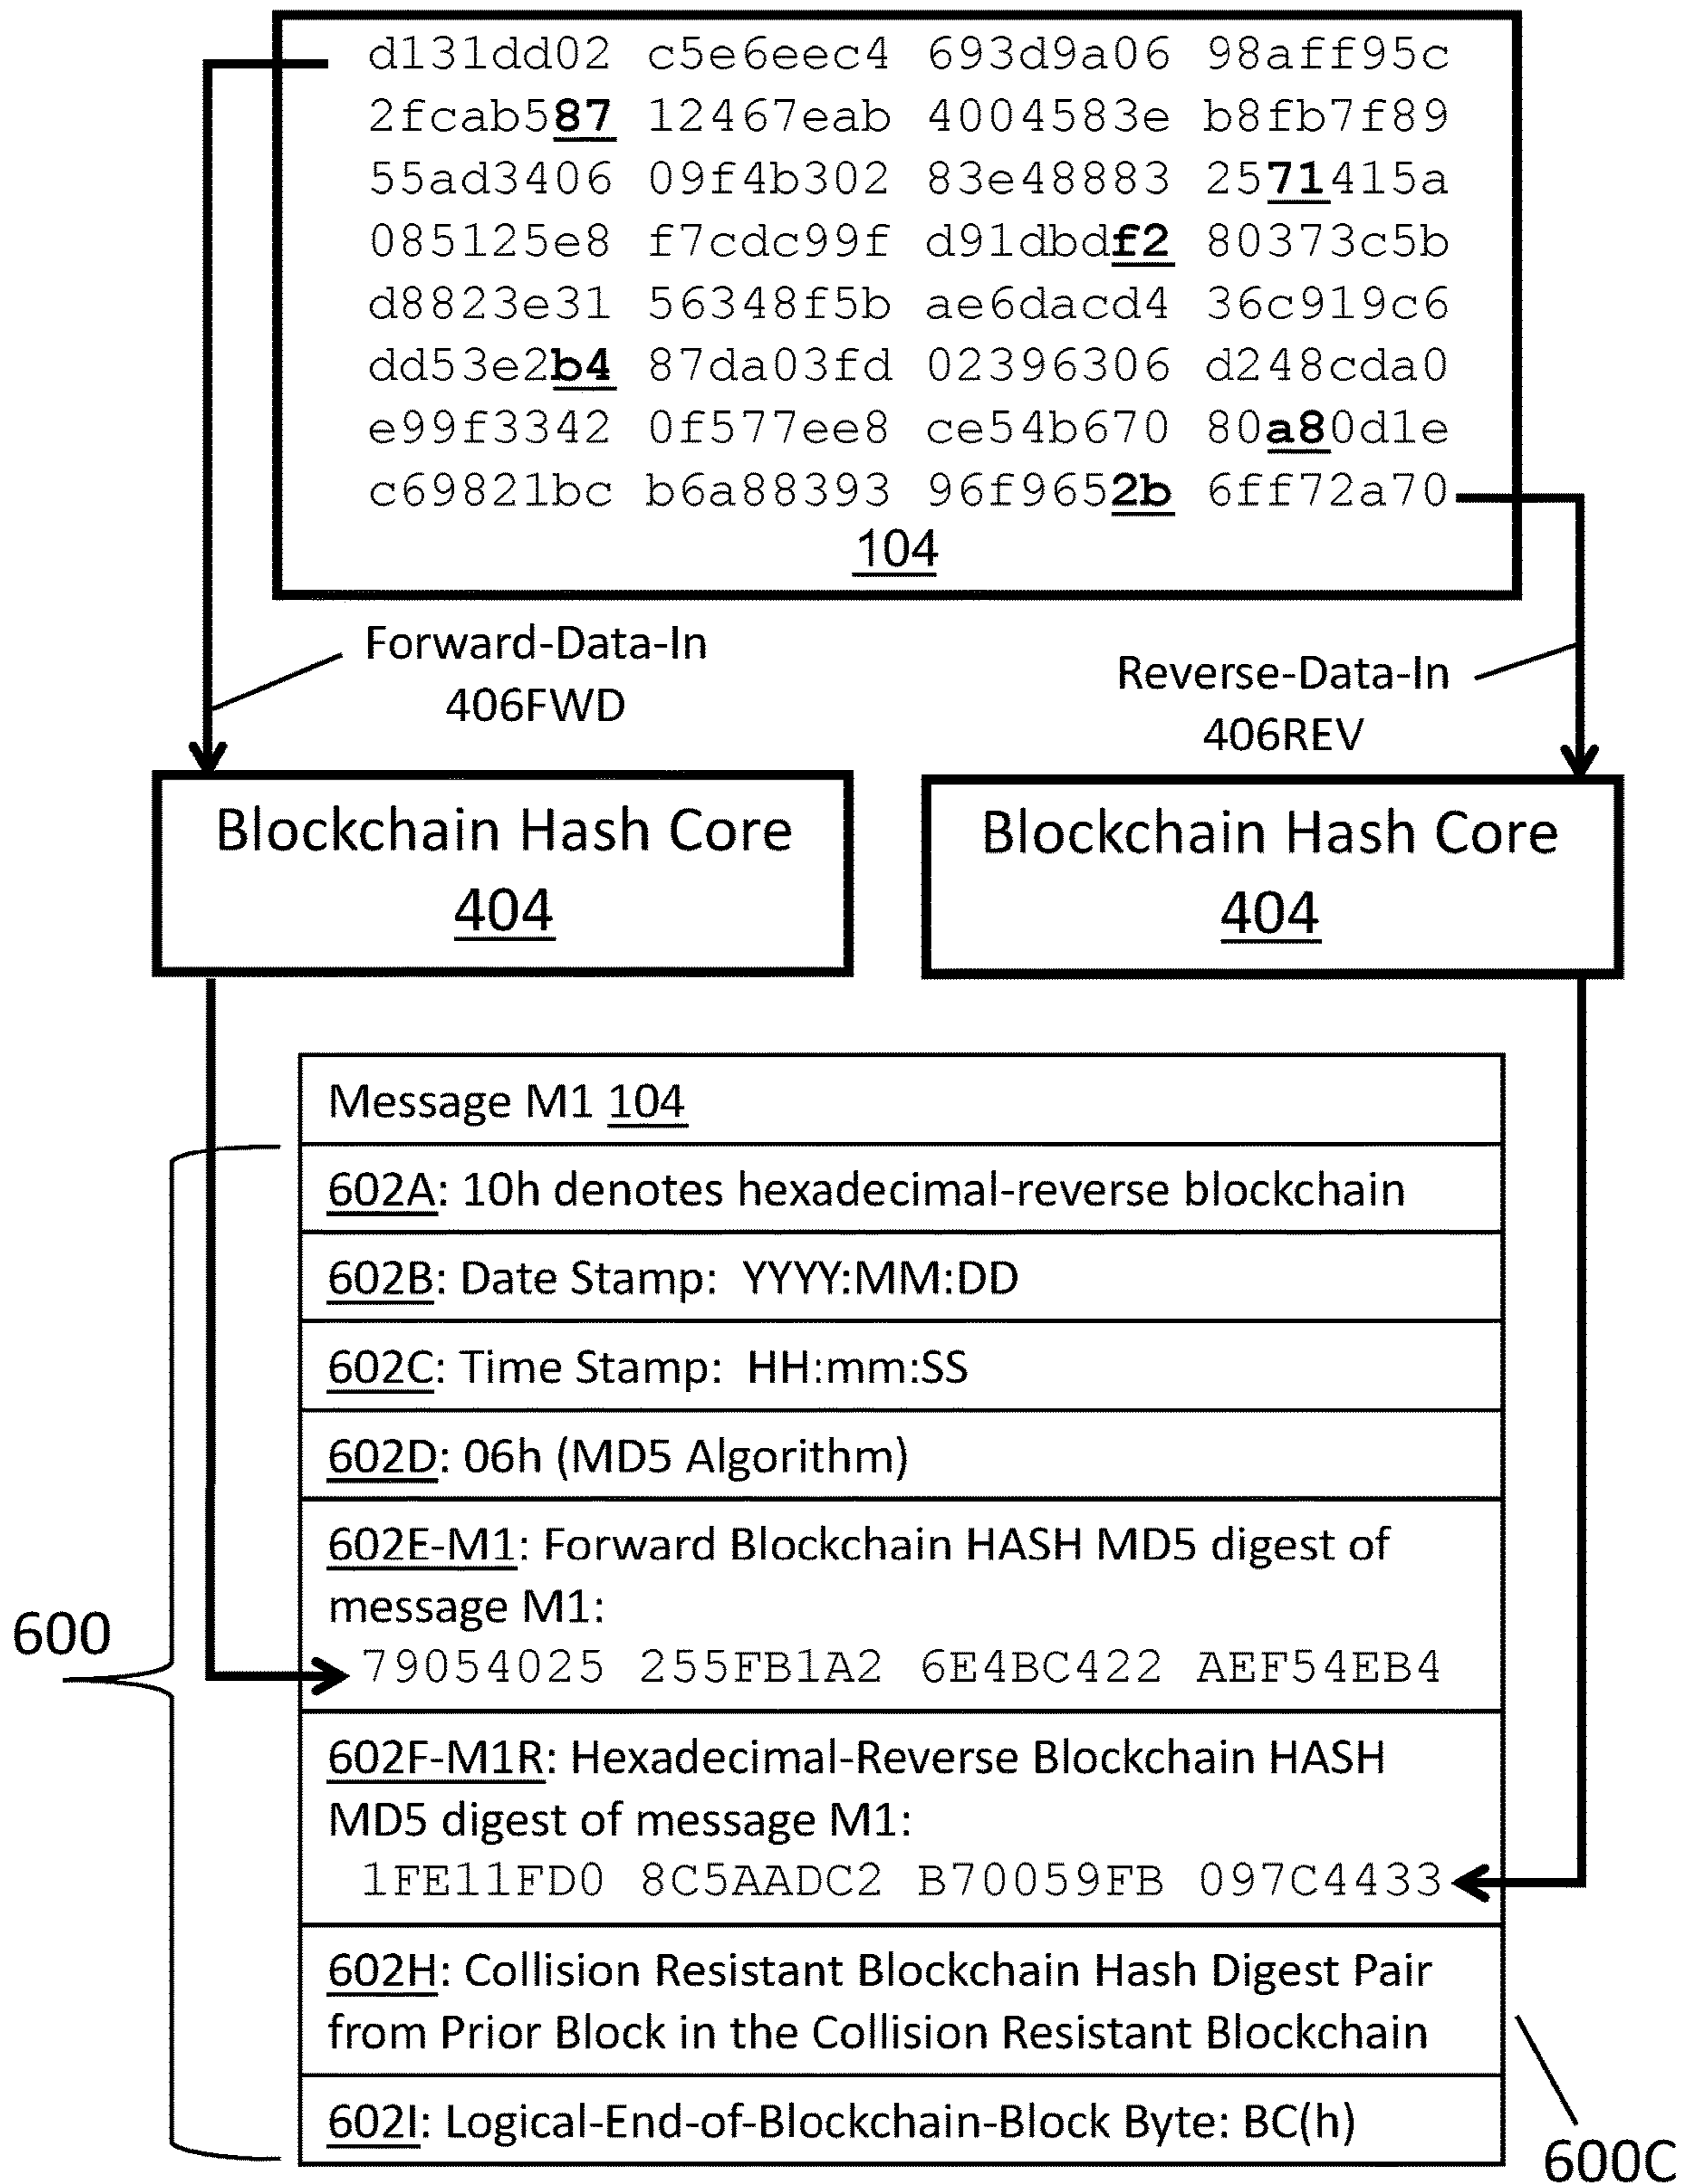 d131dd02 c5e6eec4 693d9a06 98aff95c
2fcab587 12467eab 4004583e b8fb7f89
55ad3406 09f4b302 83e48883 2571415a
085125e8 f7cdc99f d91dbdf2 80373c5b
d8823e31 56348f5b ae6dacd4 36c919c6
dd53e2b4 87da03fd 02396306 d248cda0
e99f3342 0f577ee8 ce54b670 80a80d1e
c69821bc b6a88393 96f9652b 6ff72a70
104
Forward-Data-In
406FWD
Reverse-Data-In
406REV
Blockchain Hash Core
404
Blockchain Hash Core
404
Message M1 104
602A: 10h denotes hexadecimal-reverse blockchain
602B: Date Stamp: YYYY:MM:DD
602C: Time Stamp: HH:mm:SS
602D: 06h (MD5 Algorithm)
602E-M1: Forward Blockchain HASH MD5 digest of
message M1:
79054025 255FB1A2 6E4BC422 AEF54EB4
602F-M1R: Hexadecimal-Reverse Blockchain HASH
MD5 digest of message M1:
1FE11FD0 8C5AADC2 B70059FB 097C4433
602H: Collision Resistant Blockchain Hash Digest Pair
from Prior Block in the Collision Resistant Blockchain
602I: Logical-End-of-Blockchain-Block Byte: BC(h)
600
600C